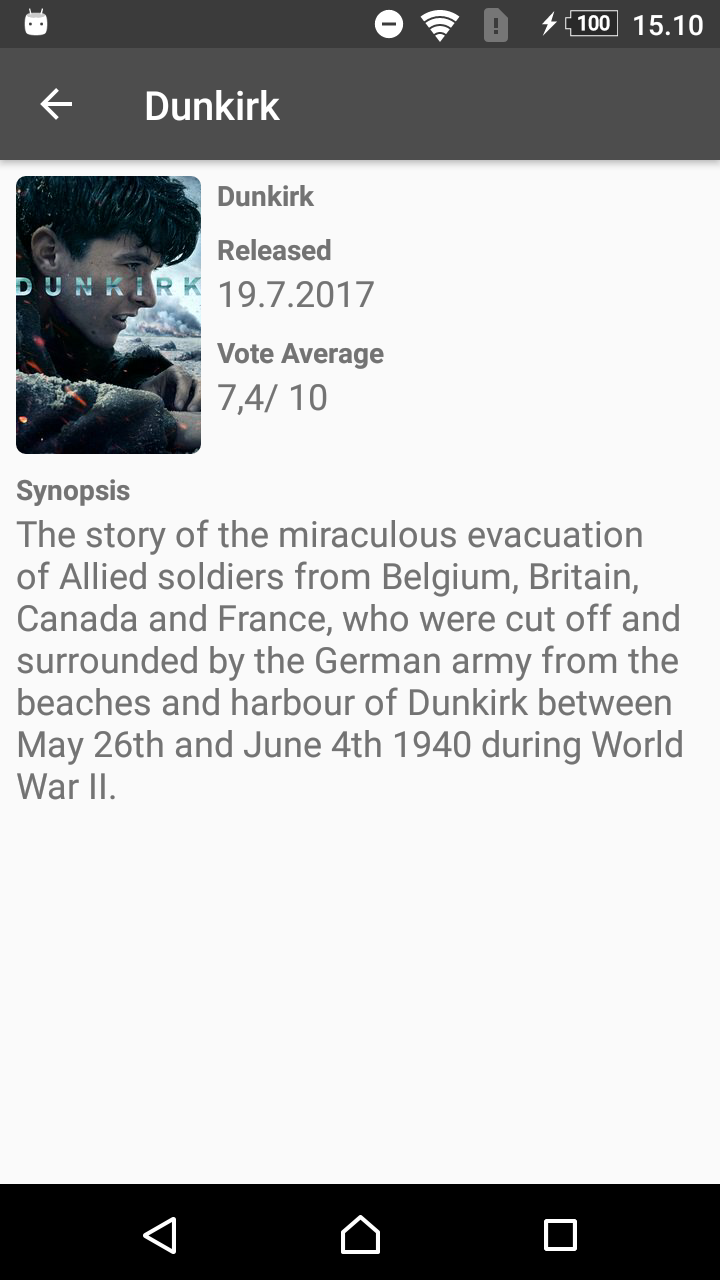 100 15.10
Dunkirk
DUNKIRK
Dunkirk
Released
19.7.2017
Vote Average
7,4/ 10
Synopsis
The story of the miraculous evacuation
of Allied soldiers from Belgium, Britain,
Canada and France, who were cut off and
surrounded by the German army from the
beaches and harbour of Dunkirk between
May 26th and June 4th 1940 during World
War II.